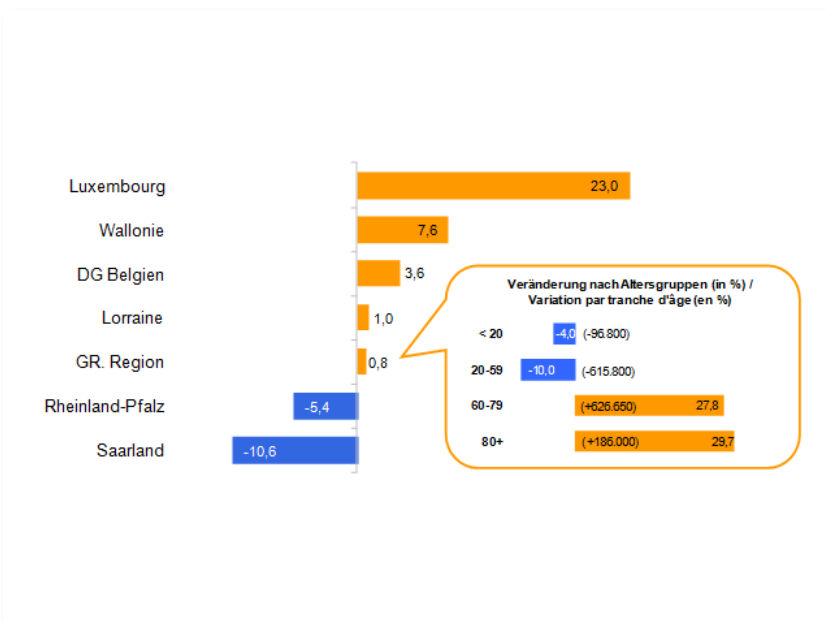 Luxembourg 23,0
Wallonie 7,6
DG Belgien 3,6
Lorraine 1,0
GR. Region 0,8
Rheinland-Pfalz -5,4
Saarland -10,6
Veränderung nach Altersgruppen (in %) /
Variation par tranche d'âge (en %)
< 20 -4,0 (-96.800)
20-59 -10,0 (-615.800)
60-79 (+626.650) 27,8
80+ (+186.000) 29,7